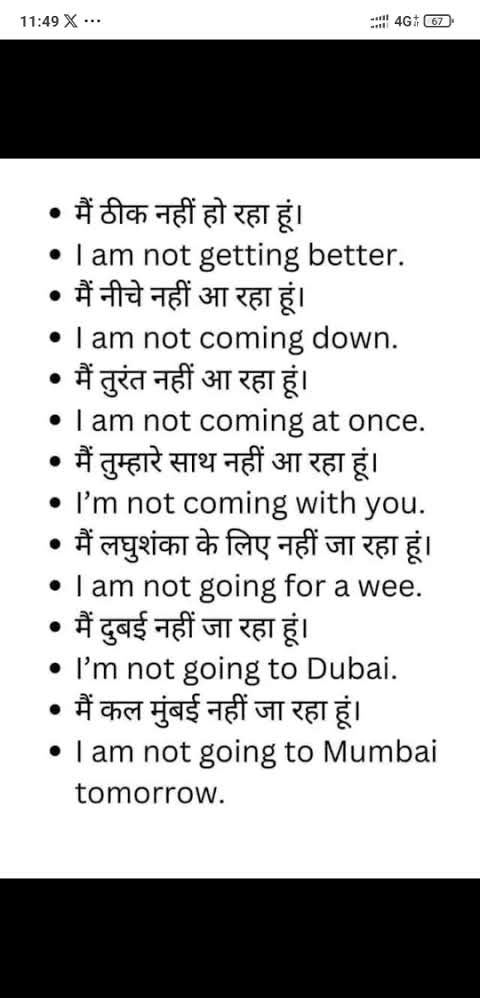 11:49 X ...
4G 67
• मैं ठीक नहीं हो रहा हूं।
• I am not getting better.
• मैं नीचे नहीं आ रहा हूं।
• I am not coming down.
• मैं तुरंत नहीं आ रहा हूं।
• I am not coming at once.
• मैं तुम्हारे साथ नहीं आ रहा हूं।
• I’m not coming with you.
• मैं लघुशंका के लिए नहीं जा रहा हूं।
• I am not going for a wee.
• मैं दुबई नहीं जा रहा हूं।
• I’m not going to Dubai.
• मैं कल मुंबई नहीं जा रहा हूं।
• I am not going to Mumbai
tomorrow.